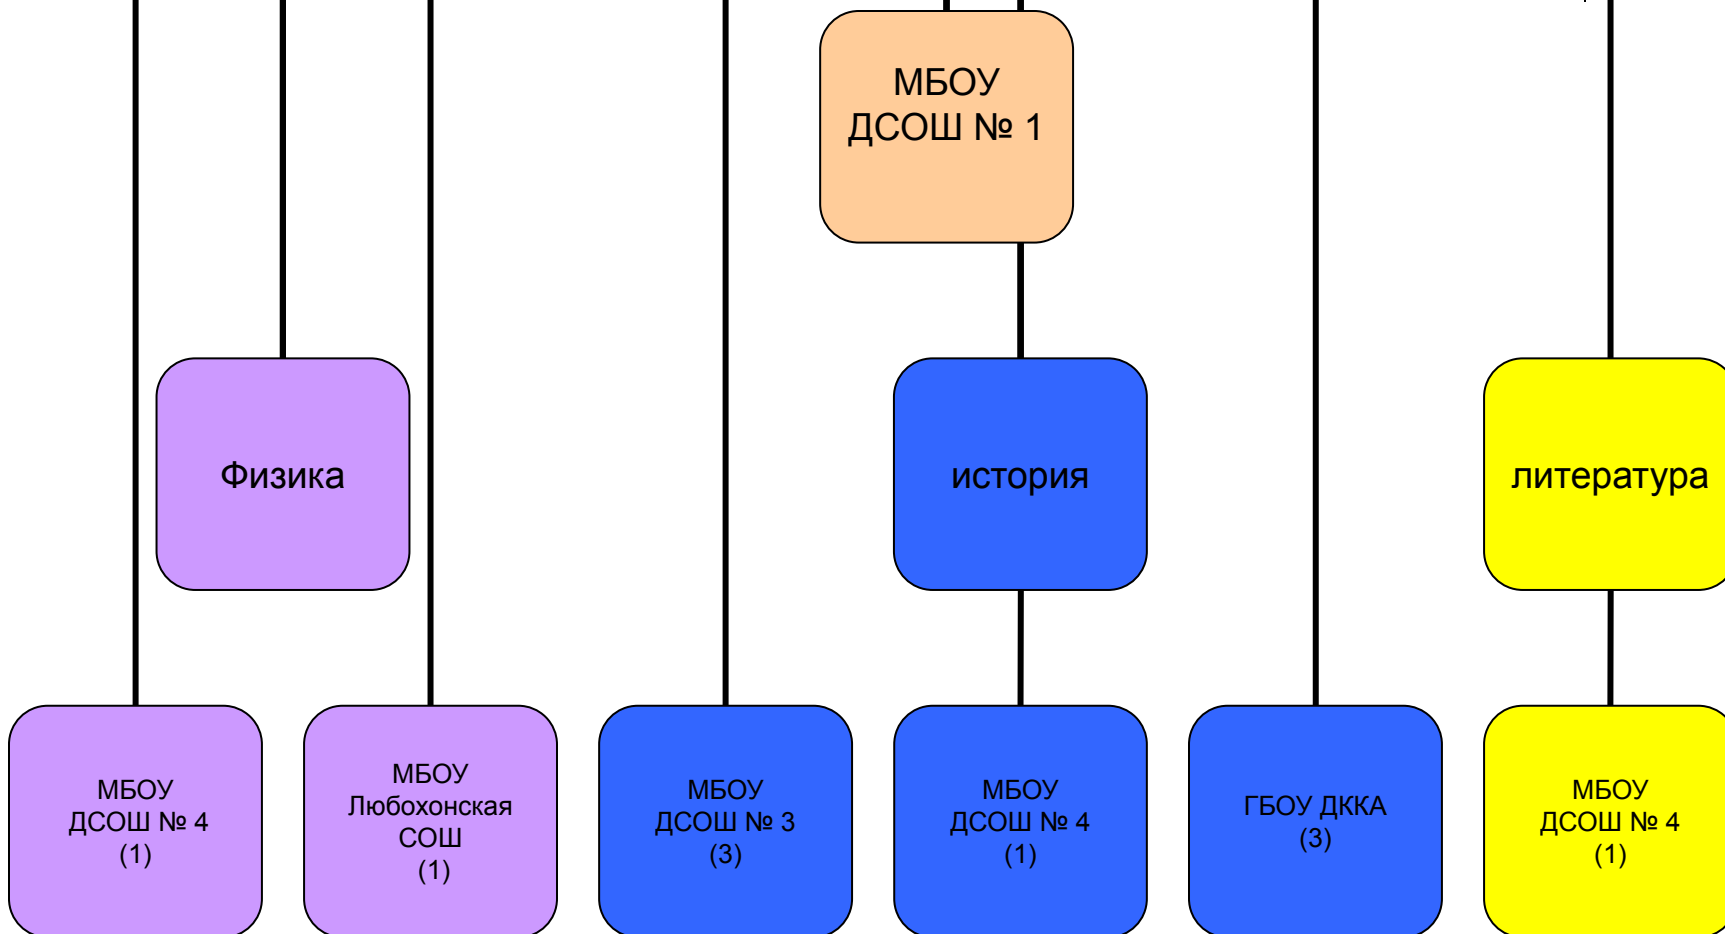 МБОУ
ДСОШ № 1
Физика
история
литература
МБОУ
ДСОШ № 4
(1)
МБОУ
Любохонская
СОШ
(1)
МБОУ
ДСОШ № 3
(3)
МБОУ
ДСОШ № 4
(1)
ГБОУ ДККА
(3)
МБОУ
ДСОШ № 4
(1)